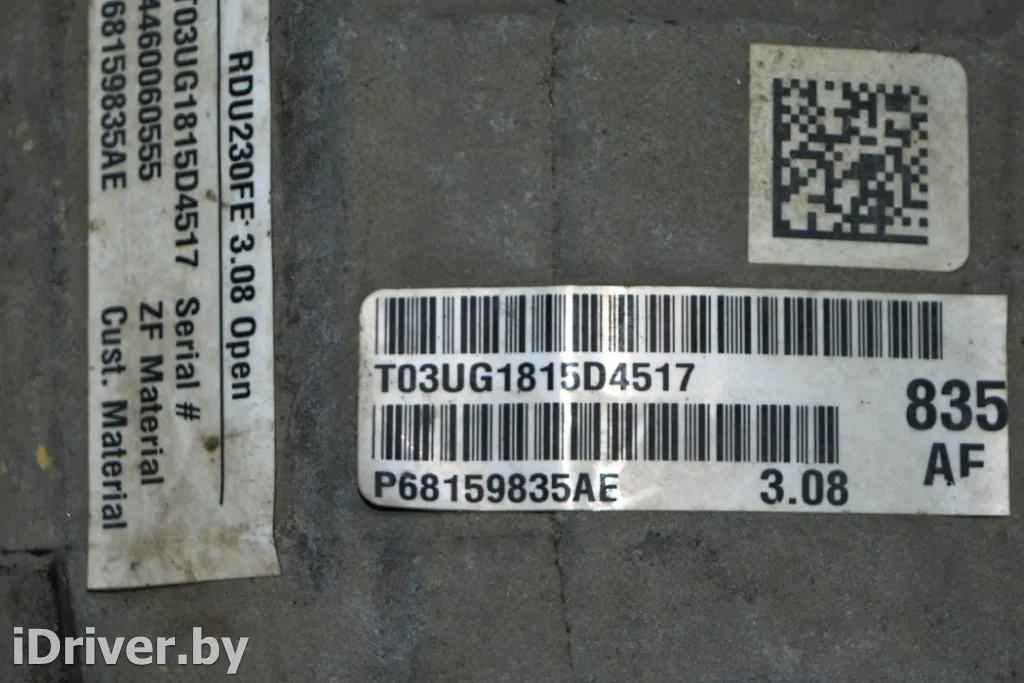 RDU230FE 3.08 Open
T03UG1815D4517 Serial #
4460060555 ZF Material
68159835AE Cust. Material
T03UG1815D4517
835
P68159835AE 3.08
AF
iDriver.by